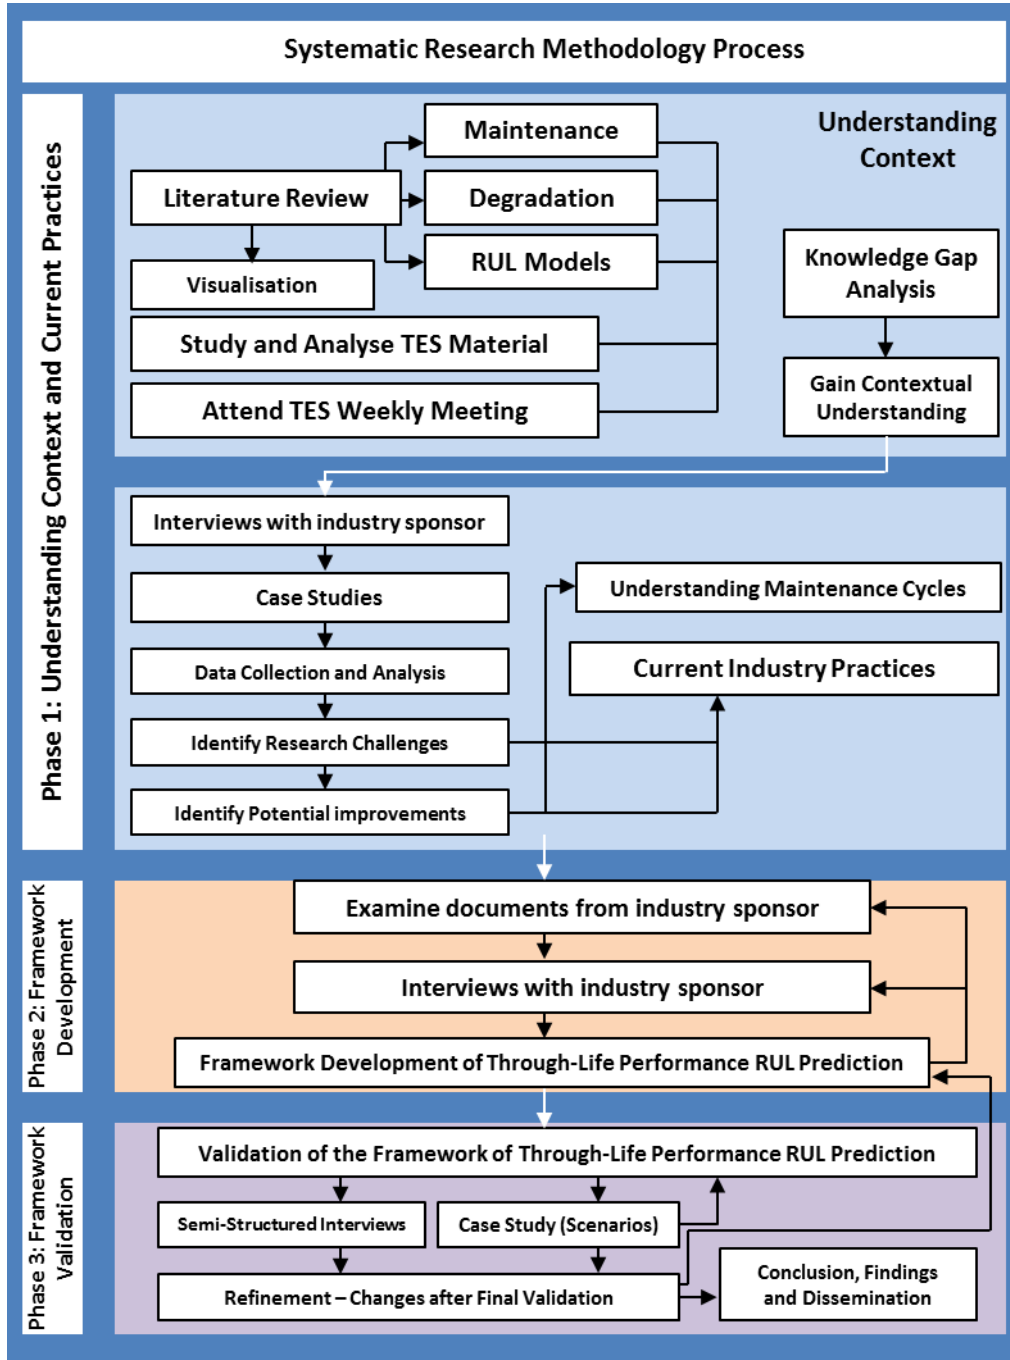 Systematic Research Methodology Process
Phase 1: Understanding Context and Current Practices
Understanding
Context
Maintenance
Literature Review
Degradation
RUL Models
Visualisation
Knowledge Gap
Analysis
Study and Analyse TES Material
Attend TES Weekly Meeting
Gain Contextual
Understanding
Interviews with industry sponsor
Case Studies
Understanding Maintenance Cycles
Data Collection and Analysis
Current Industry Practices
Identify Research Challenges
Identify Potential improvements
Phase 2: Framework
Development
Examine documents from industry sponsor
Interviews with industry sponsor
Framework Development of Through-Life Performance RUL Prediction
Phase 3: Framework
Validation
Validation of the Framework of Through-Life Performance RUL Prediction
Semi-Structured Interviews
Case Study (Scenarios)
Refinement – Changes after Final Validation
Conclusion, Findings
and Dissemination